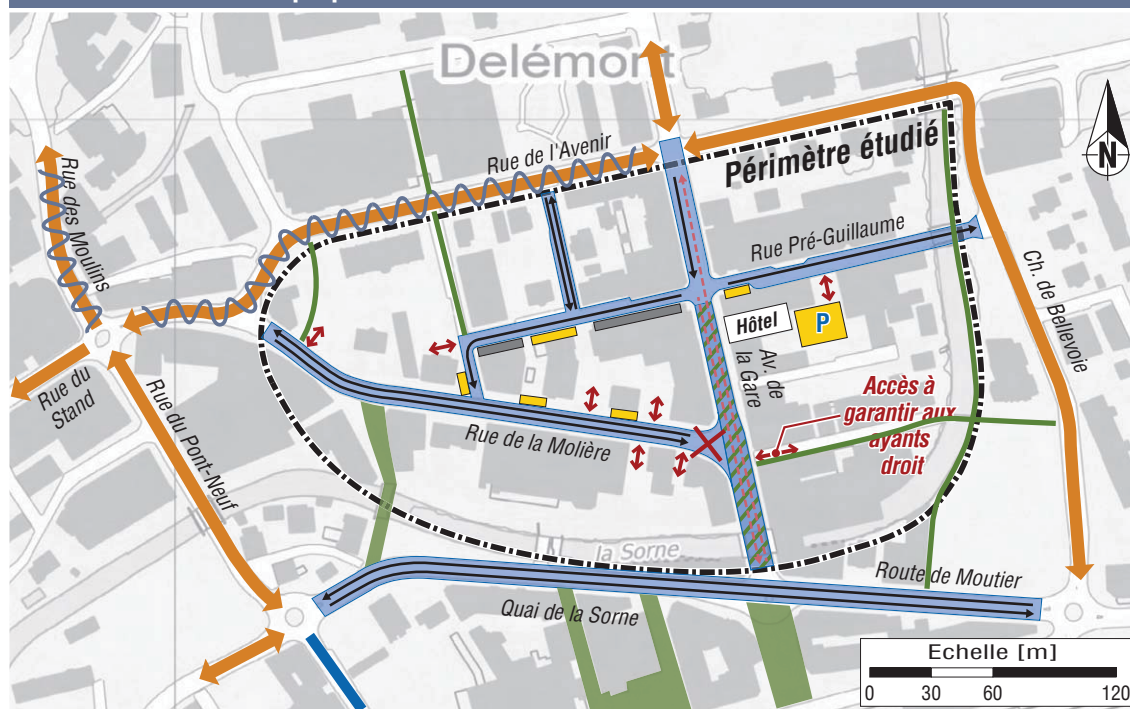 Delémont
N
Rue de l'Avenir
Périmètre étudié
Rue des Moulins
Rue Pré-Guillaume
Ch. de Bellevoie
Hôtel
P
Av. de
la Gare
Rue du
Stand
Rue du Pont-Neuf
Accès à
garantir aux
ayants
droit
Rue de la Molière
la Sorne
Route de Moutier
Quai de la Sorne
Echelle [m]
0 30 60 120